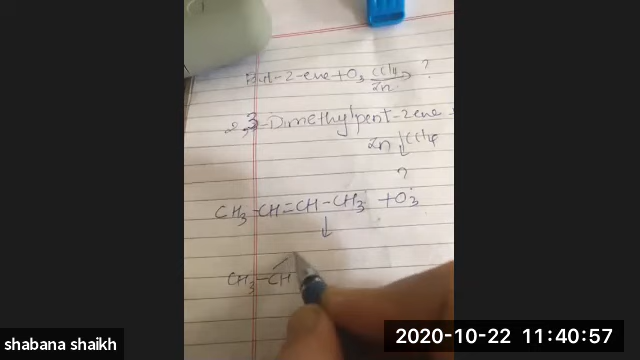 But-2-ene + O3 CCl4 Zn → ?
2,3-Dimethylpent-2ene
Zn ↓ CCl4
?
CH3-CH=CH-CH3 + O3
↓
CH3-CH
shabana shaikh
2020-10-22 11:40:57